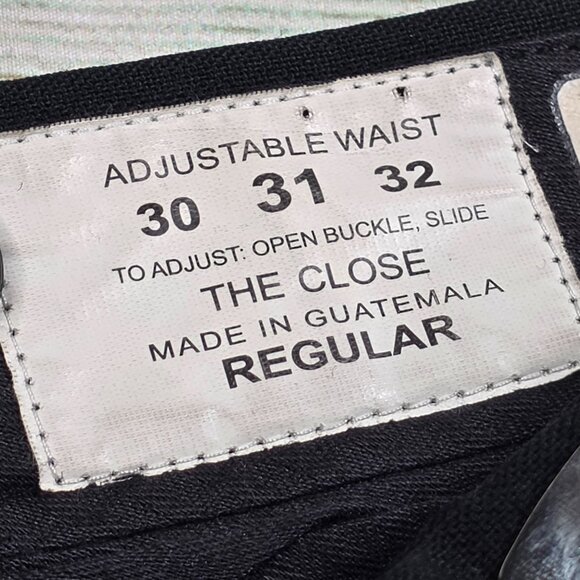 ADJUSTABLE WAIST
30 31 32
TO ADJUST: OPEN BUCKLE, SLIDE
THE CLOSE
MADE IN GUATEMALA
REGULAR